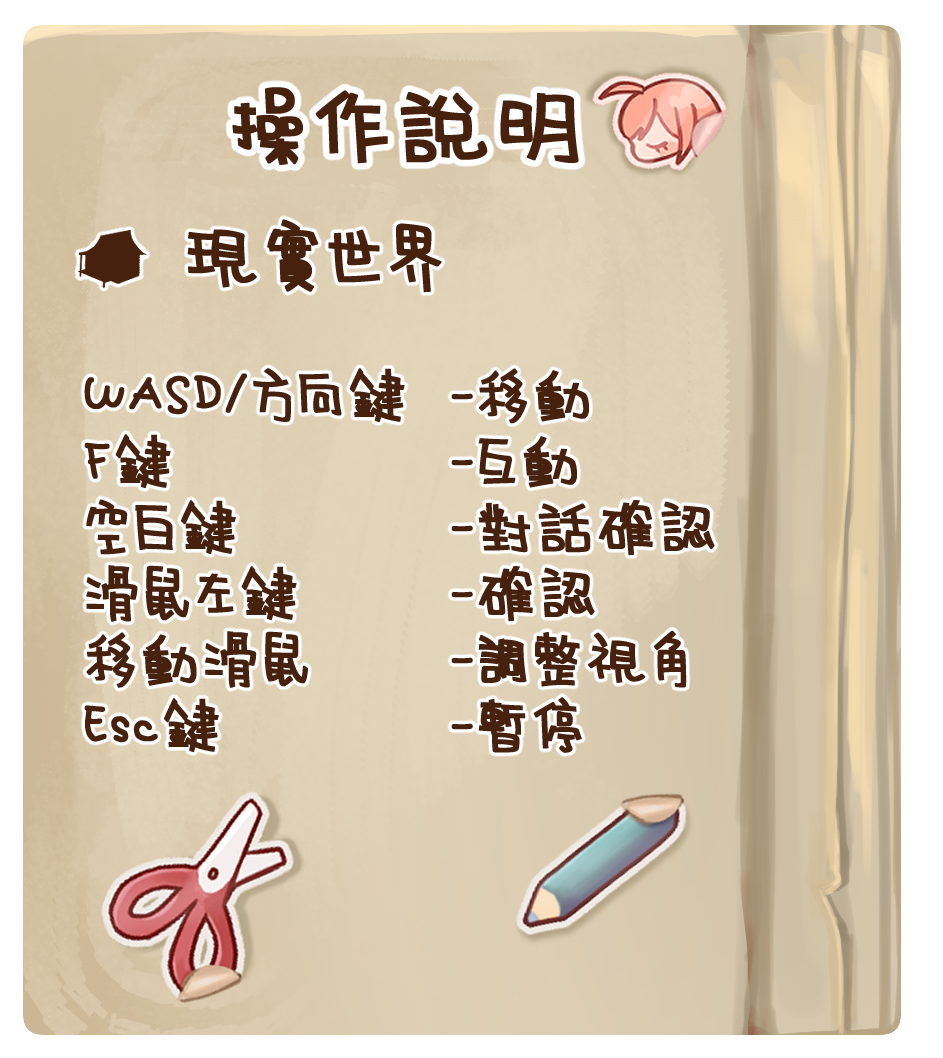 操作說明
現實世界
WASD/方向鍵 -移動
F鍵 -互動
空白鍵 -對話確認
滑鼠左鍵 -確認
移動滑鼠 -調整視角
Esc鍵 -暫停